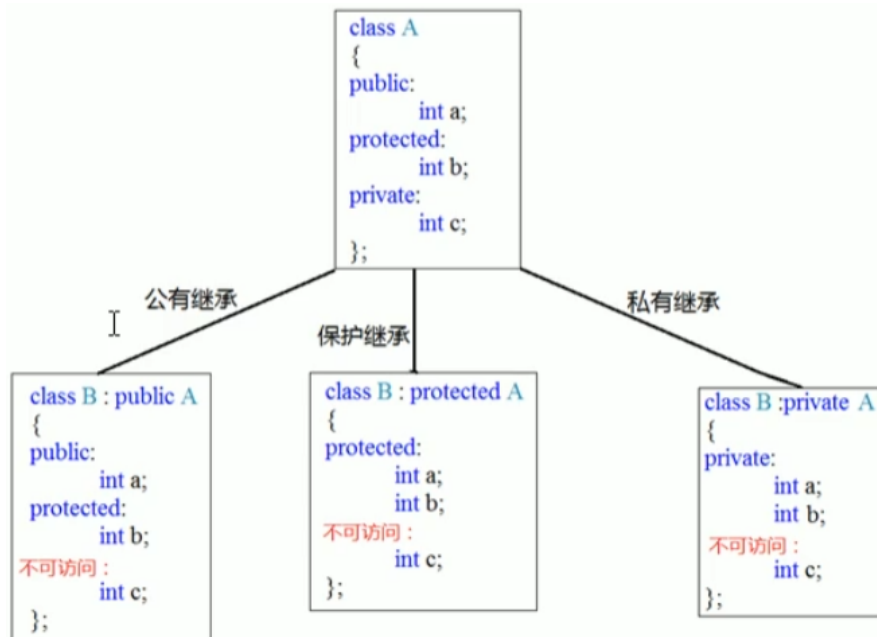 class A
{
public:
int a;
protected:
int b;
private:
int c;
};
公有继承
保护继承
私有继承
class B : public A
{
public:
int a;
protected:
int b;
不可访问：
int c;
};
class B : protected A
{
protected:
int a;
int b;
不可访问：
int c;
};
class B :private A
{
private:
int a;
int b;
不可访问：
int c;
};